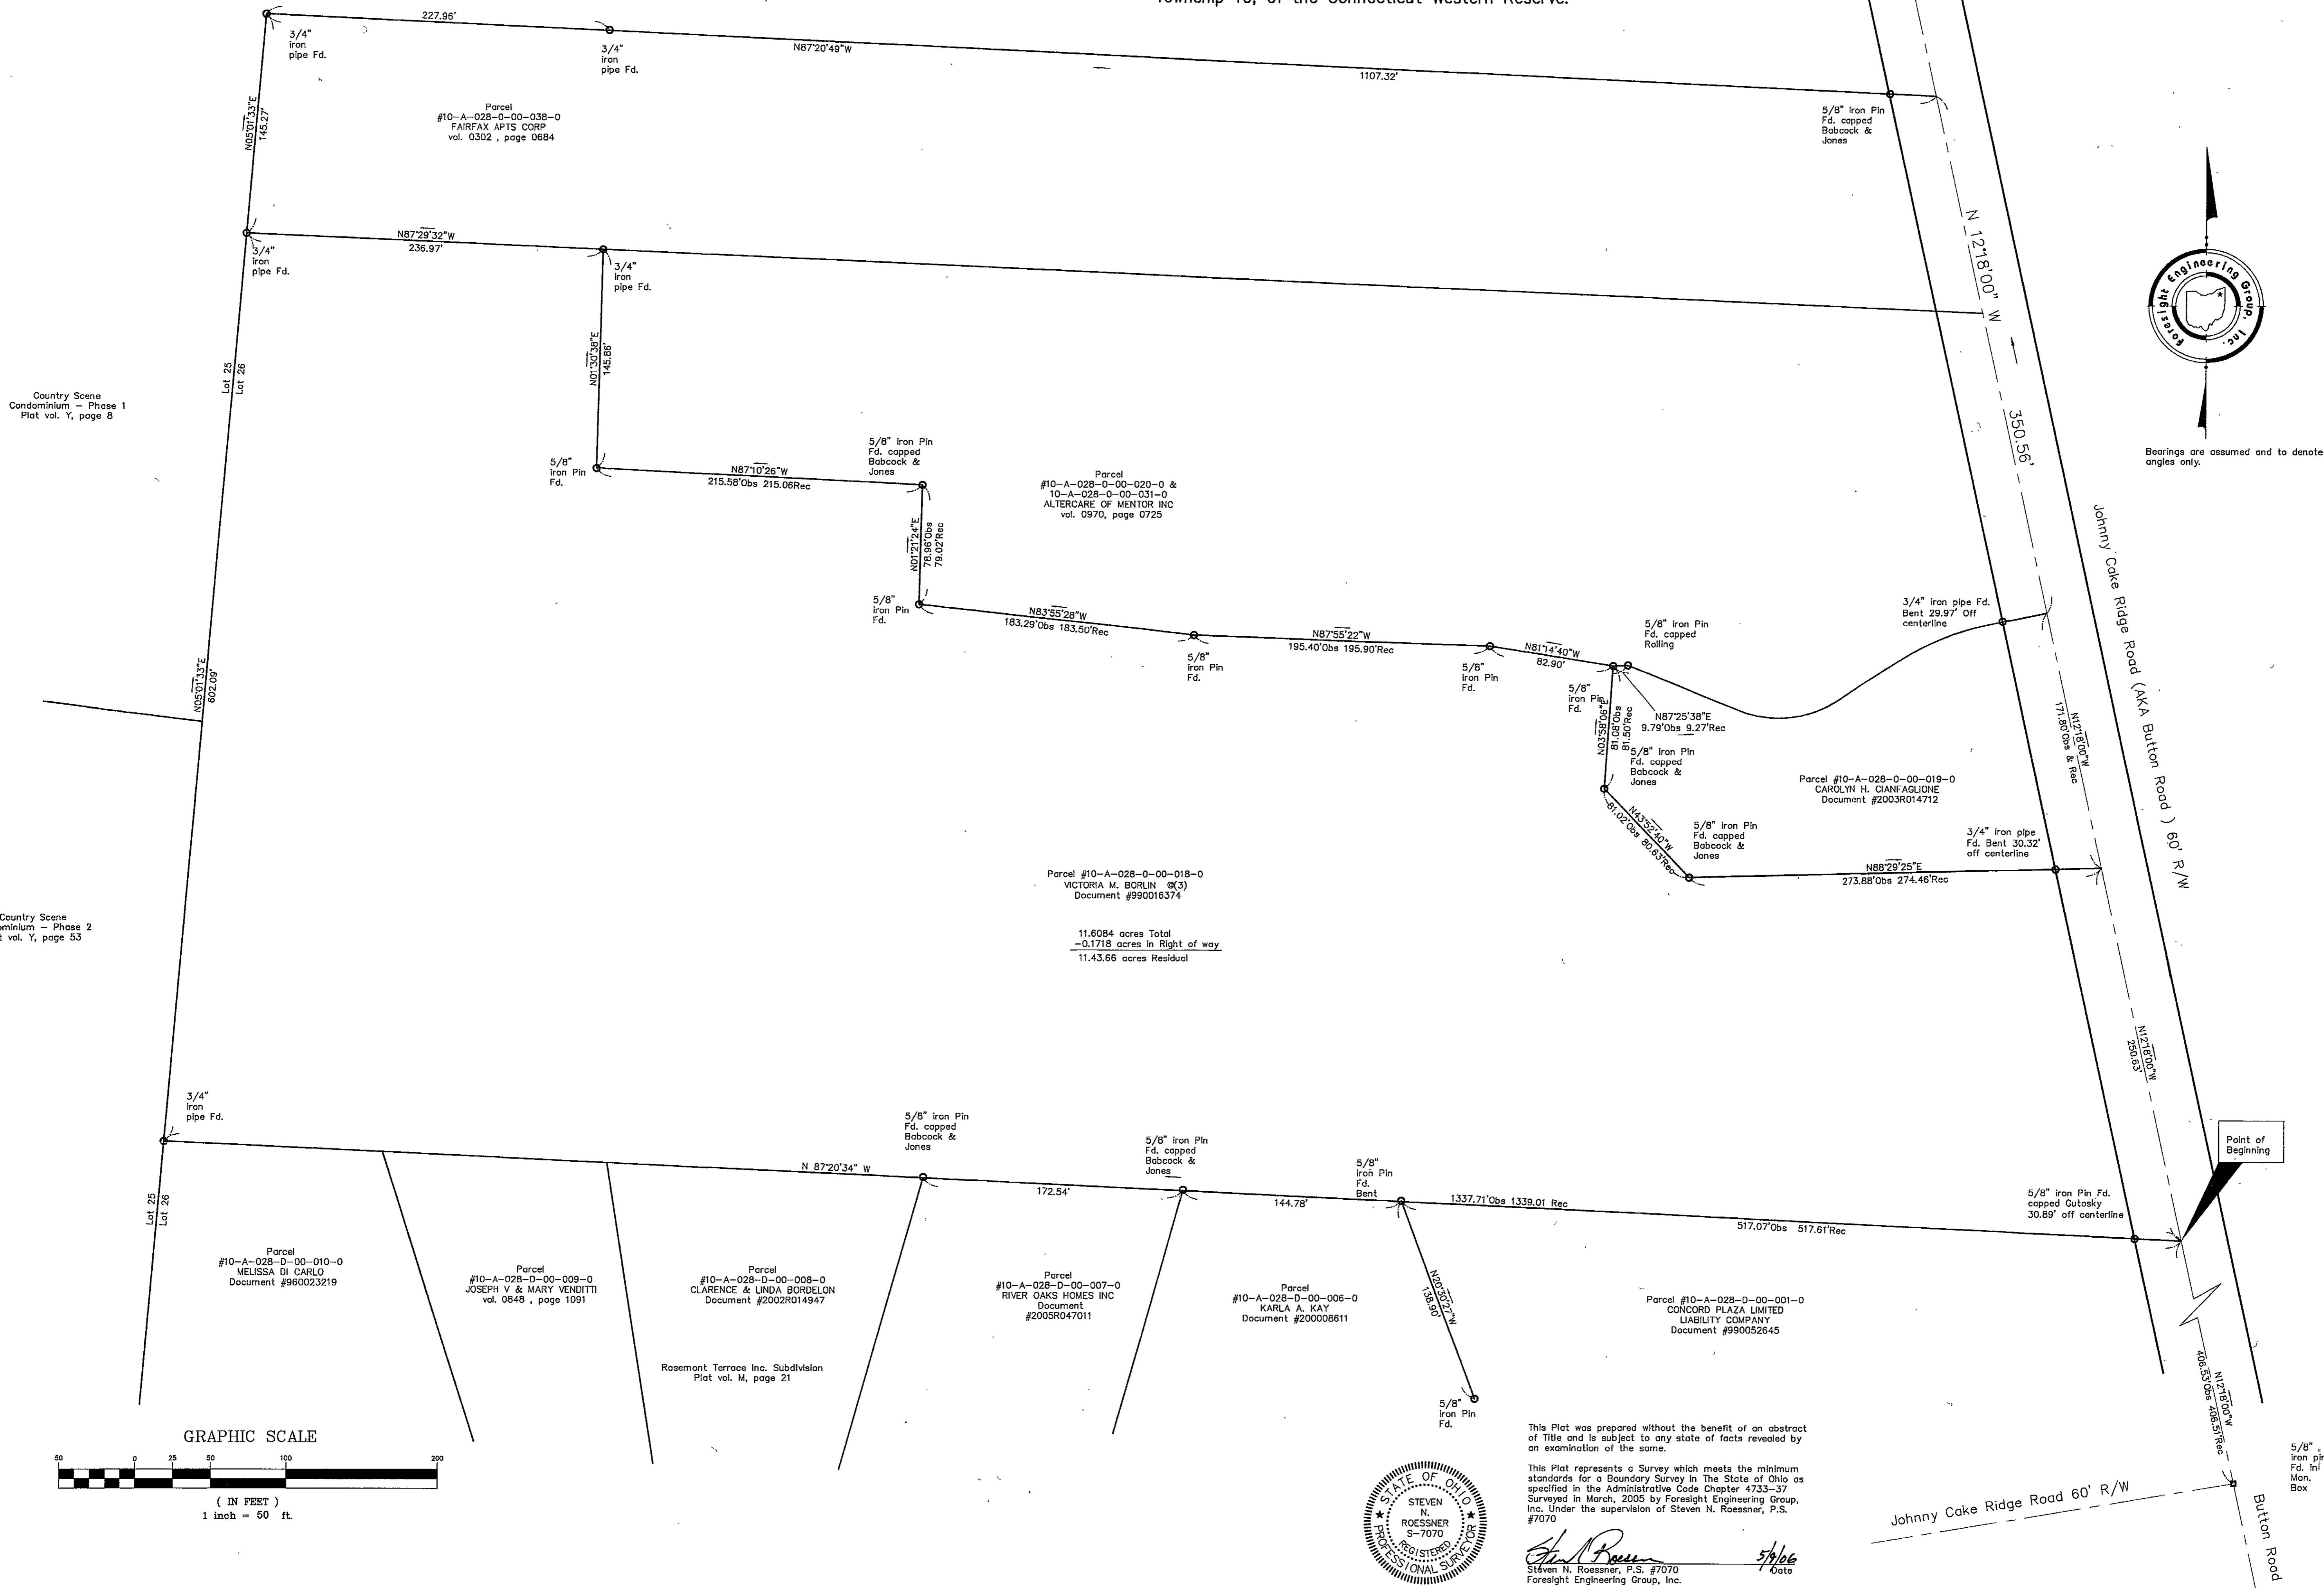 Township 10, of the Connecticut Western Reserve.
227.96'
3/4"
iron
pipe Fd.
3/4"
iron
pipe Fd.
N87°20'49"W
1107.32'
5/8" iron Pin
Fd. capped
Babcock &
Jones
N05°01'33"E
145.27'
Parcel
#10-A-028-0-00-038-0
FAIRFAX APTS CORP
vol. 0302 , page 0684
3/4"
iron
pipe Fd.
N87°29'32"W
236.97'
3/4"
iron
pipe Fd.
N 12°18'00" W
350.56'
Foresight Engineering Group, Inc.
Bearings are assumed and to denote
angles only.
Lot 25
Lot 26
N01°30'38"E
145.86'
Country Scene
Condominium – Phase 1
Plat vol. Y, page 8
5/8"
iron Pin
Fd.
N87°10'26"W
215.58'Obs 215.06Rec
5/8" iron Pin
Fd. capped
Babcock &
Jones
Parcel
#10-A-028-0-00-020-0 &
10-A-028-0-00-031-0
ALTERCARE OF MENTOR INC
vol. 0970, page 0725
N01°21'24"E
78.96'Obs
79.02'Rec
5/8"
iron Pin
Fd.
N83°55'28"W
183.29'Obs 183.50'Rec
5/8"
iron Pin
Fd.
N87°55'22"W
195.40'Obs 195.90'Rec
5/8"
iron Pin
Fd.
N81°14'40"W
82.90'
5/8" iron Pin
Fd. capped
Rolling
3/4" iron pipe Fd.
Bent 29.97' Off
centerline
Johnny Cake Ridge Road (AKA Button Road ) 60' R/W
N05°01'33"E
602.09'
5/8"
iron Pin
Fd.
N03°58'06"E
81.08'Obs
81.50'Rec
N87°25'38"E
9.79'Obs 9.27'Rec
5/8" iron Pin
Fd. capped
Babcock &
Jones
N12°18'00"W
171.80'Obs & Rec
Parcel #10-A-028-0-00-019-0
CAROLYN H. CIANFAGLIONE
Document #2003R014712
N43°52'40"W
81.02'Obs 80.63'Rec
5/8" iron Pin
Fd. capped
Babcock &
Jones
3/4" iron pipe
Fd. Bent 30.32'
off centerline
N88°29'25"E
273.88'Obs 274.46'Rec
Parcel #10-A-028-0-00-018-0
VICTORIA M. BORLIN @(3)
Document #990016374
11.6084 acres Total
-0.1718 acres in Right of way
11.43.66 acres Residual
Country Scene
ominium – Phase 2
t vol. Y, page 53
N12°18'00"W
250.63'
3/4"
iron
pipe Fd.
Point of
Beginning
N 87°20'34" W
5/8" iron Pin
Fd. capped
Babcock &
Jones
172.54'
5/8" iron Pin
Fd. capped
Babcock &
Jones
144.78'
5/8"
iron Pin
Fd.
Bent
1337.71'Obs 1339.01 Rec
517.07'Obs 517.61'Rec
5/8" iron Pin Fd.
capped Gutosky
30.89' off centerline
Lot 25
Lot 26
Parcel
#10-A-028-D-00-010-0
MELISSA DI CARLO
Document #960023219
Parcel
#10-A-028-D-00-009-0
JOSEPH V & MARY VENDITTI
vol. 0848 , page 1091
Parcel
#10-A-028-D-00-008-0
CLARENCE & LINDA BORDELON
Document #2002R014947
Parcel
#10-A-028-D-00-007-0
RIVER OAKS HOMES INC
Document
#2005R047011
Parcel
#10-A-028-D-00-006-0
KARLA A. KAY
Document #200008611
N20°30'27"W
138.90'
Parcel #10-A-028-D-00-001-0
CONCORD PLAZA LIMITED
LIABILITY COMPANY
Document #990052645
Rosemont Terrace Inc. Subdivision
Plat vol. M, page 21
5/8"
iron Pin
Fd.
N12°18'00"W
406.53'Obs 406.51'Rec
5/8"
iron pin
Fd. in
Mon.
Box
Johnny Cake Ridge Road 60' R/W
Button Road
GRAPHIC SCALE
50 0 25 50 100 200
( IN FEET )
1 inch = 50 ft.
STATE OF OHIO
STEVEN
N.
ROESSNER
S-7070
REGISTERED
PROFESSIONAL SURVEYOR
This Plat was prepared without the benefit of an abstract
of Title and is subject to any state of facts revealed by
an examination of the same.
This Plat represents a Survey which meets the minimum
standards for a Boundary Survey in The State of Ohio as
specified in the Administrative Code Chapter 4733-37
Surveyed in March, 2005 by Foresight Engineering Group,
Inc. Under the supervision of Steven N. Roessner, P.S.
#7070
5/9/06
Steven N. Roessner, P.S. #7070 Date
Foresight Engineering Group, Inc.